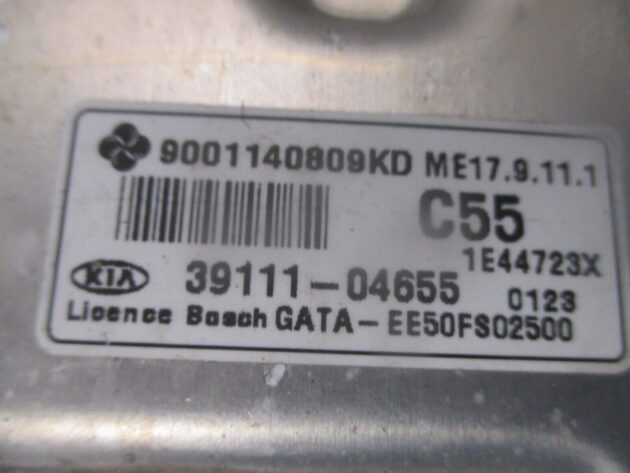 9001140809KD ME17.9.11.1
C55
1E44723X
KIA 39111-04655 0123
Licence Bosch GATA-EE50FS02500